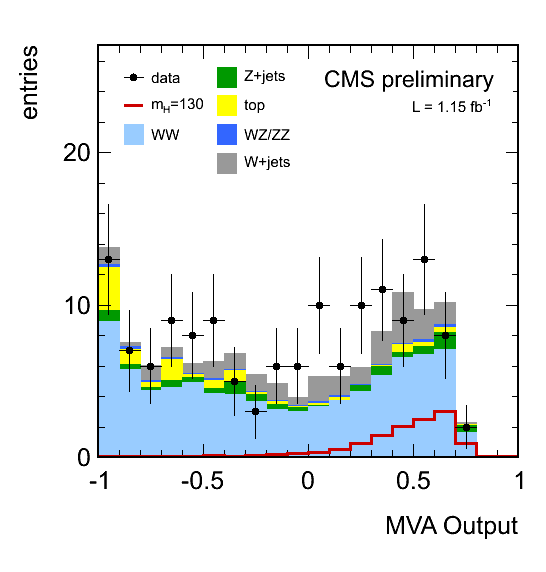 entries
CMS preliminary
L = 1.15 fb⁻¹
data
m_H=130
WW
Z+jets
top
WZ/ZZ
W+jets
20
10
0
-1 -0.5 0 0.5 1
MVA Output